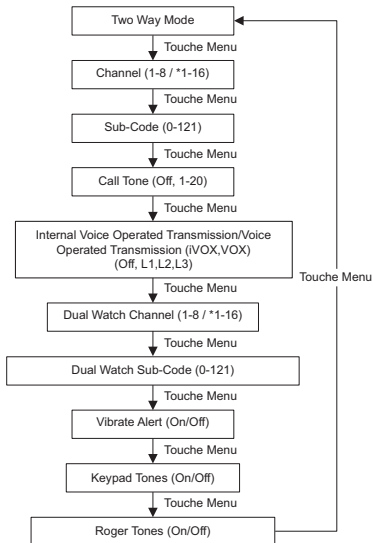 Two Way Mode
Touche Menu
Channel (1-8 / *1-16)
Touche Menu
Sub-Code (0-121)
Touche Menu
Call Tone (Off, 1-20)
Touche Menu
Internal Voice Operated Transmission/Voice
Operated Transmission (iVOX,VOX)
(Off, L1,L2,L3)
Touche Menu
Touche Menu
Dual Watch Channel (1-8 / *1-16)
Touche Menu
Dual Watch Sub-Code (0-121)
Touche Menu
Vibrate Alert (On/Off)
Touche Menu
Keypad Tones (On/Off)
Touche Menu
Roger Tones (On/Off)